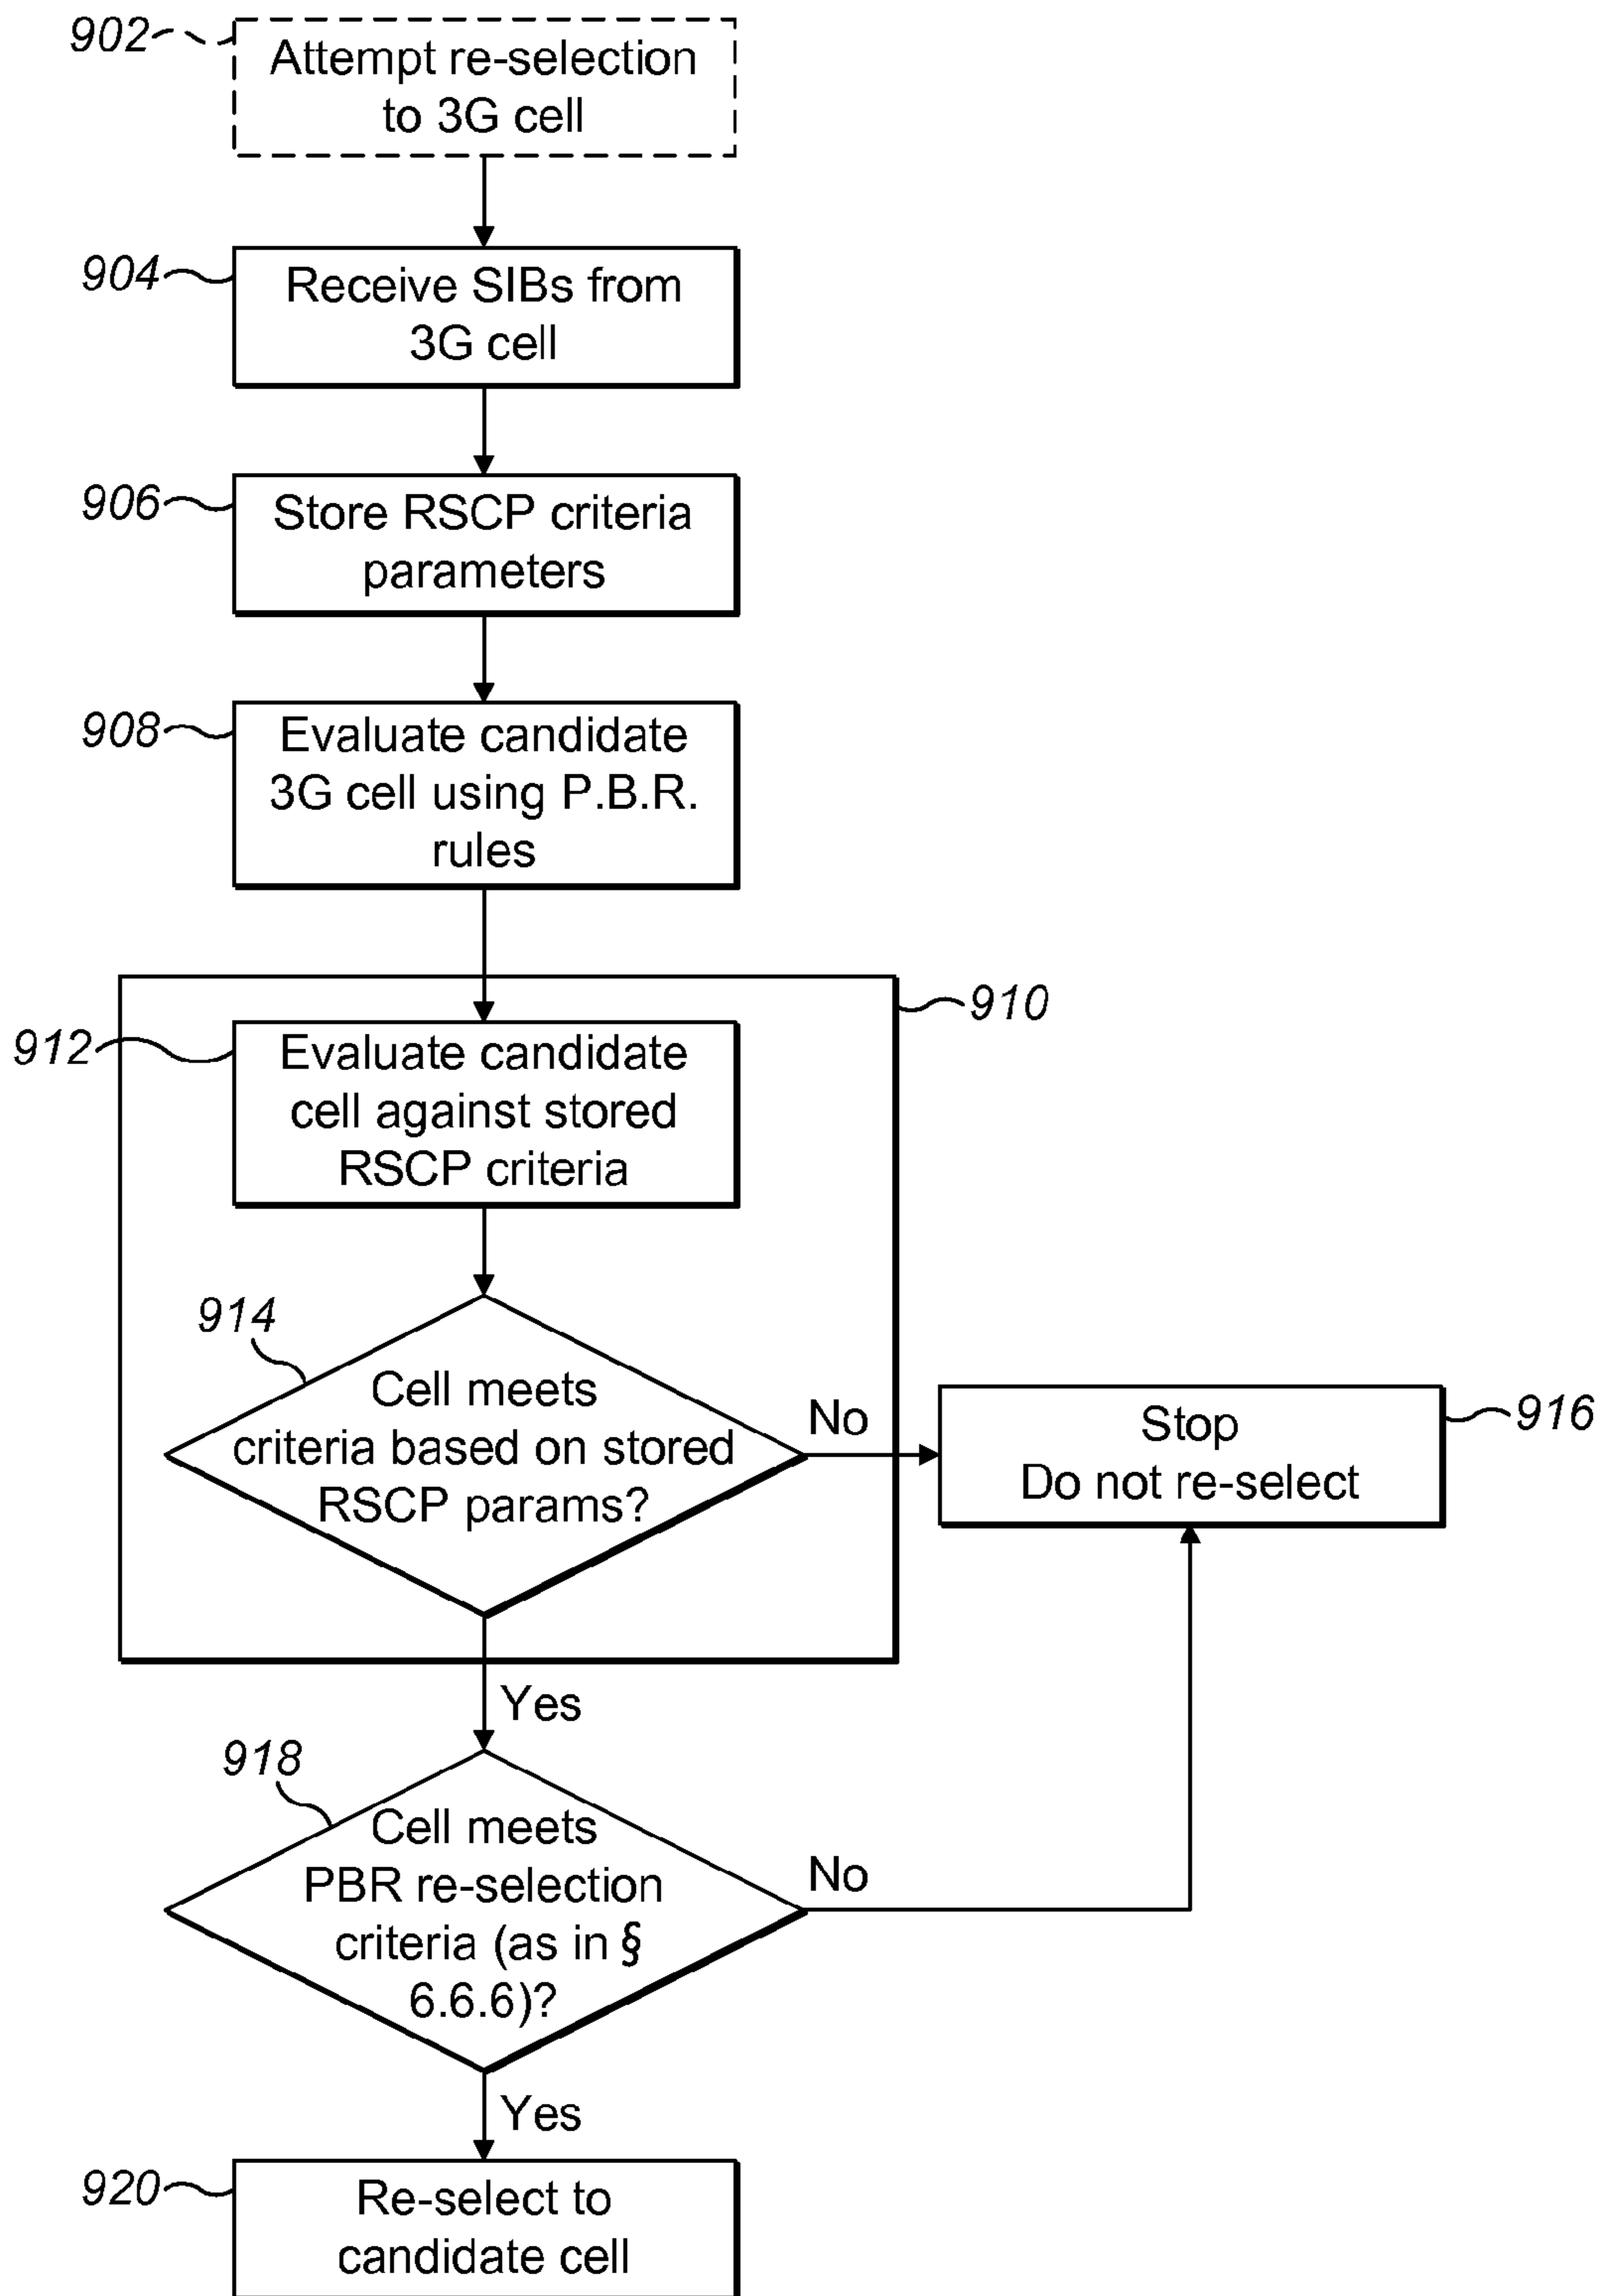 902
Attempt re-selection
to 3G cell
904
Receive SIBs from
3G cell
906
Store RSCP criteria
parameters
908
Evaluate candidate
3G cell using P.B.R.
rules
910
912
Evaluate candidate
cell against stored
RSCP criteria
914
Cell meets
criteria based on stored
RSCP params?
No
Stop
Do not re-select
916
Yes
918
Cell meets
PBR re-selection
criteria (as in §
6.6.6)?
No
Yes
920
Re-select to
candidate cell